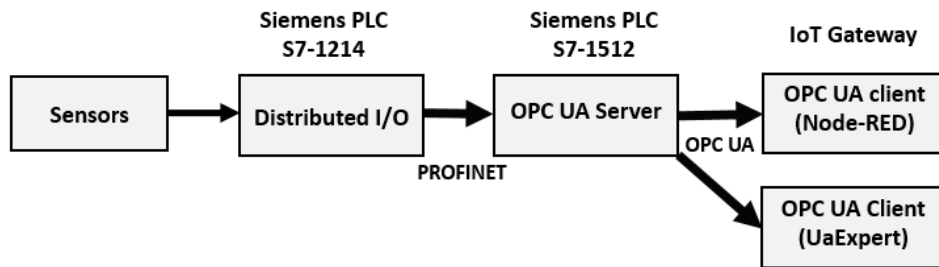 Siemens PLC
S7-1214
Siemens PLC
S7-1512
IoT Gateway
Sensors
Distributed I/O
OPC UA Server
OPC UA client
(Node-RED)
PROFINET
OPC UA
OPC UA Client
(UaExpert)